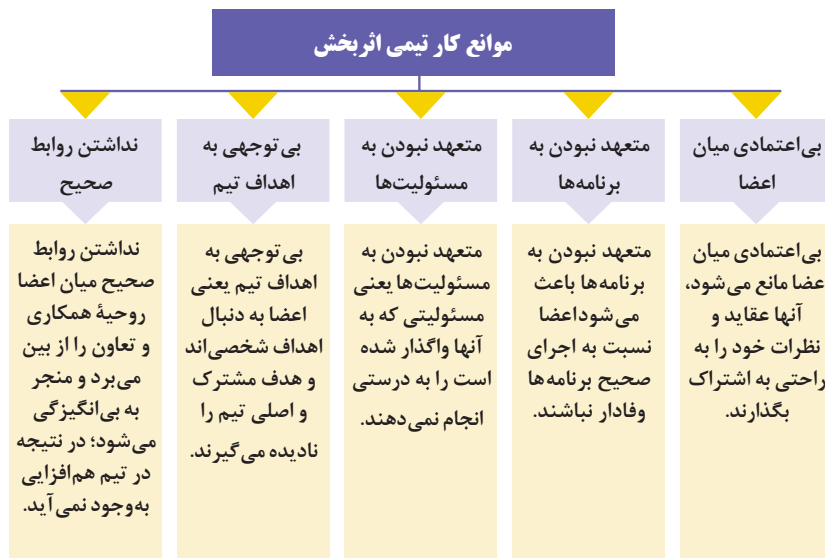 موانع کار تیمی اثربخش
بی‌اعتمادی میان
اعضا
متعهد نبودن به
برنامه‌ها
متعهد نبودن به
مسئولیت‌ها
بی‌توجهی به
اهداف تیم
نداشتن روابط
صحیح
بی‌اعتمادی میان
اعضا مانع می‌شود،
آنها عقاید و
نظرات خود را به
راحتی به اشتراک
بگذارند.
متعهد نبودن به
برنامه‌ها باعث
می‌شوداعضا
نسبت به اجرای
صحیح برنامه‌ها
وفادار نباشند.
متعهد نبودن به
مسئولیت‌ها یعنی
مسئولیتی که به
آنها واگذار شده
است را به درستی
انجام نمی‌دهند.
بی‌توجهی به
اهداف تیم یعنی
اعضا به دنبال
اهداف شخصی‌اند
و هدف مشترک
و اصلی تیم را
نادیده می‌گیرند.
نداشتن روابط
صحیح میان اعضا
روحیهٔ همکاری
و تعاون را از بین
می‌برد و منجر
به بی‌انگیزگی
می‌شود؛ در نتیجه
در تیم هم‌افزایی
به‌وجود نمی‌آید.